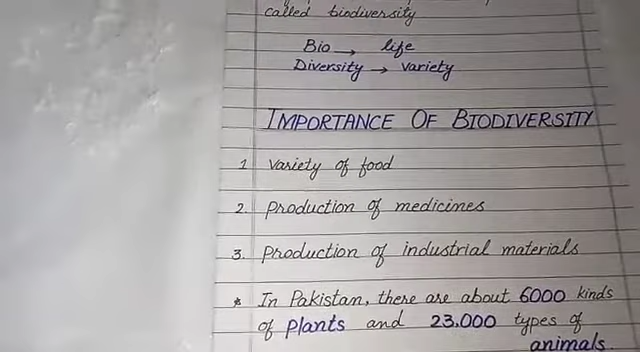 called biodiversity
Bio → life
Diversity → variety
IMPORTANCE OF BIODIVERSITY
1 Variety of food
2. Production of medicines
3. Production of industrial materials
* In Pakistan, there are about 6000 kinds
of plants and 23,000 types of
animals.